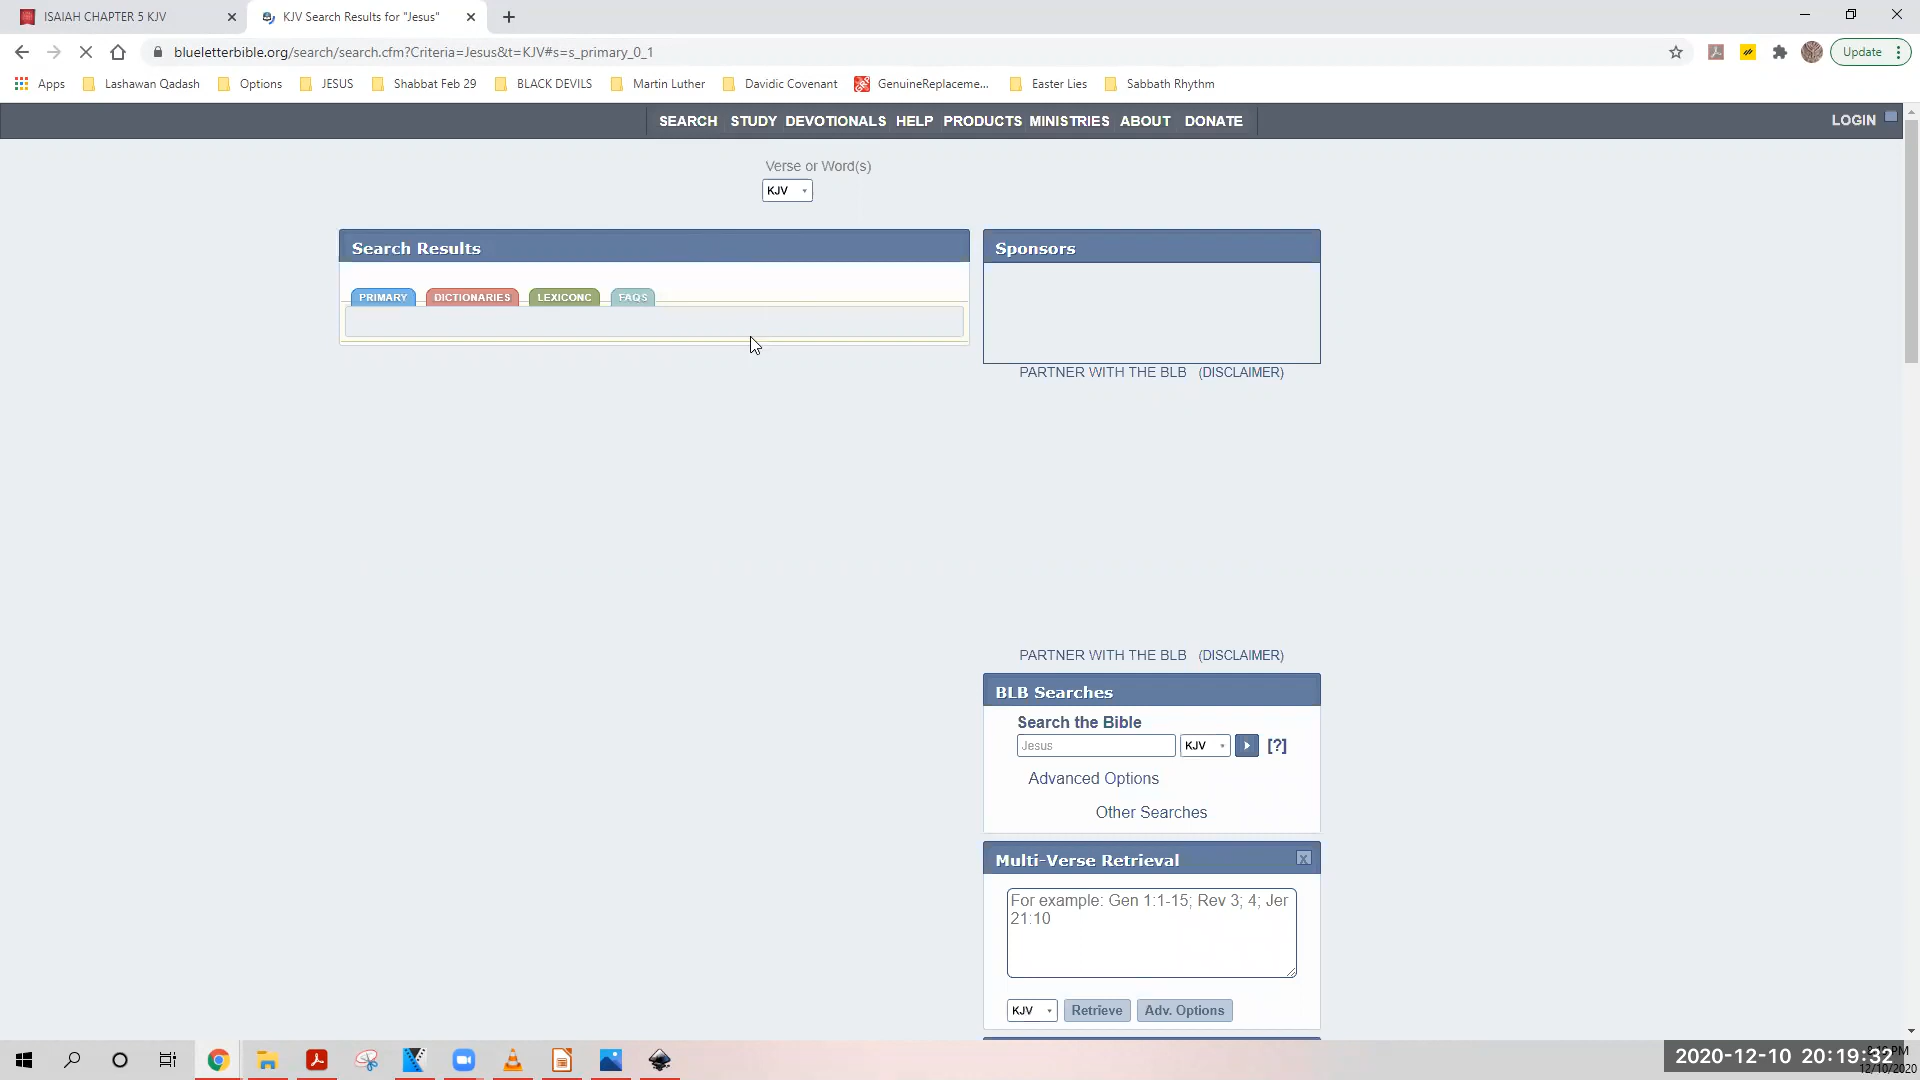 ISAIAH CHAPTER 5 KJV
KJV Search Results for "Jesus"
blueletterbible.org/search/search.cfm?Criteria=Jesus&t=KJV#s=s_primary_0_1
Update
Apps
Lashawan Qadash
Options
JESUS
Shabbat Feb 29
BLACK DEVILS
Martin Luther
Davidic Covenant
GenuineReplaceme...
Easter Lies
Sabbath Rhythm
SEARCH STUDY DEVOTIONALS HELP PRODUCTS MINISTRIES ABOUT DONATE
LOGIN
Verse or Word(s)
KJV
Search Results
PRIMARY
DICTIONARIES
LEXICONC
FAQS
Sponsors
PARTNER WITH THE BLB (DISCLAIMER)
PARTNER WITH THE BLB (DISCLAIMER)
BLB Searches
Search the Bible
Jesus
KJV
[?]
Advanced Options
Other Searches
Multi-Verse Retrieval
For example: Gen 1:1-15; Rev 3; 4; Jer
21:10
KJV
Retrieve
Adv. Options
2020-12-10 20:19:32
12/10/2020